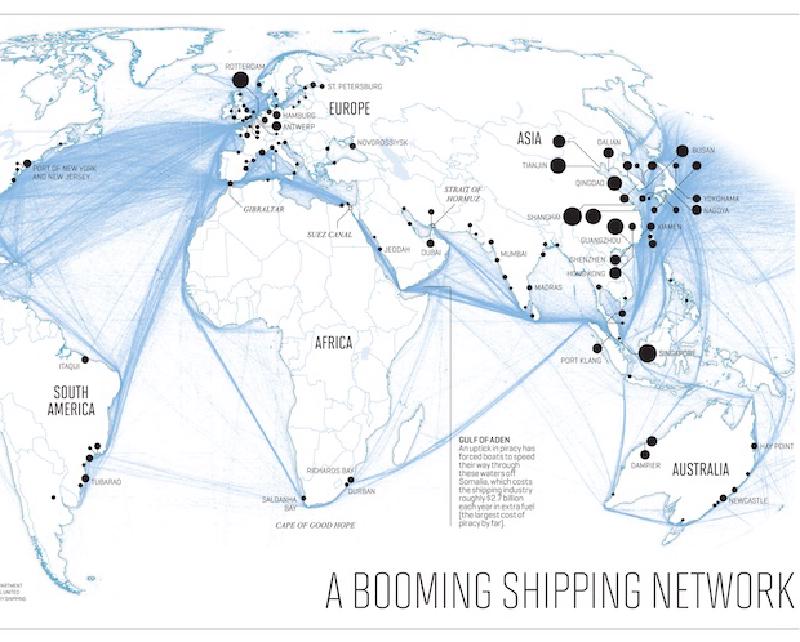 ROTTERDAM
ST. PETERSBURG
EUROPE
HAMBURG
ANTWERP
ASIA
DALIAN
BUSAN
NOVOROSSIYSK
TIANJIN
PORT OF NEW YORK
AND NEW JERSEY
QINGDAO
STRAIT OF
HORMUZ
YOKOHAMA
NAGOYA
GIBRALTAR
SHANGHAI
SUEZ CANAL
XIAMEN
GUANGZHOU
JEDDAH
DUBAI
MUMBAI
SHENZHEN
HONG KONG
MADRAS
AFRICA
SINGAPORE
PORT KLANG
ITAQUI
SOUTH
AMERICA
GULF OF ADEN
An uptick in piracy has
forced boats to speed
their way through
these waters off
Somalia, which costs
the shipping industry
roughly $2.7 billion
each year in extra fuel
(the largest cost of
piracy by far).
HAY POINT
DAMPIER
AUSTRALIA
RICHARDS BAY
DURBAN
TUBARAO
SALDANHA
BAY
NEWCASTLE
CAPE OF GOOD HOPE
A BOOMING SHIPPING NETWORK